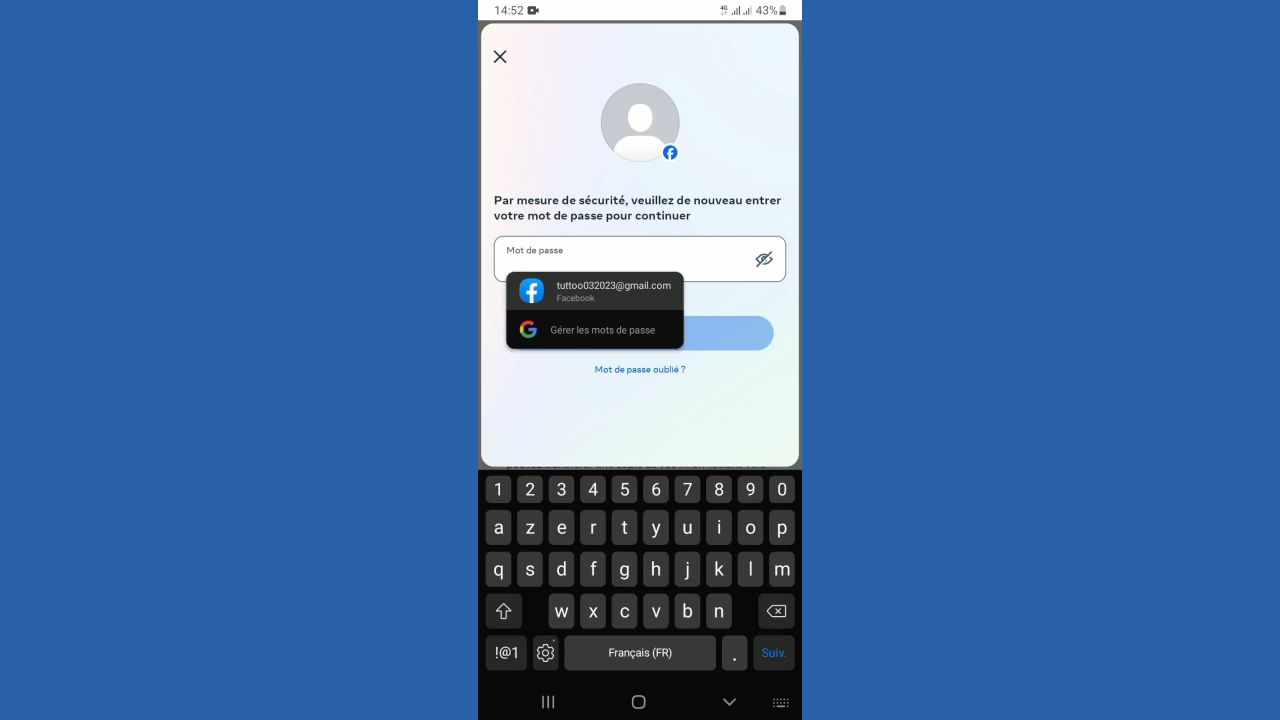 14:52 4G 43%
Par mesure de sécurité, veuillez de nouveau entrer
votre mot de passe pour continuer
Mot de passe
tuttoo032023@gmail.com
Facebook
Gérer les mots de passe
Mot de passe oublié ?
1 2 3 4 5 6 7 8 9 0
a z e r t y u i o p
q s d f g h j k l m
w x c v b n
!@1 Français (FR) . Suiv.